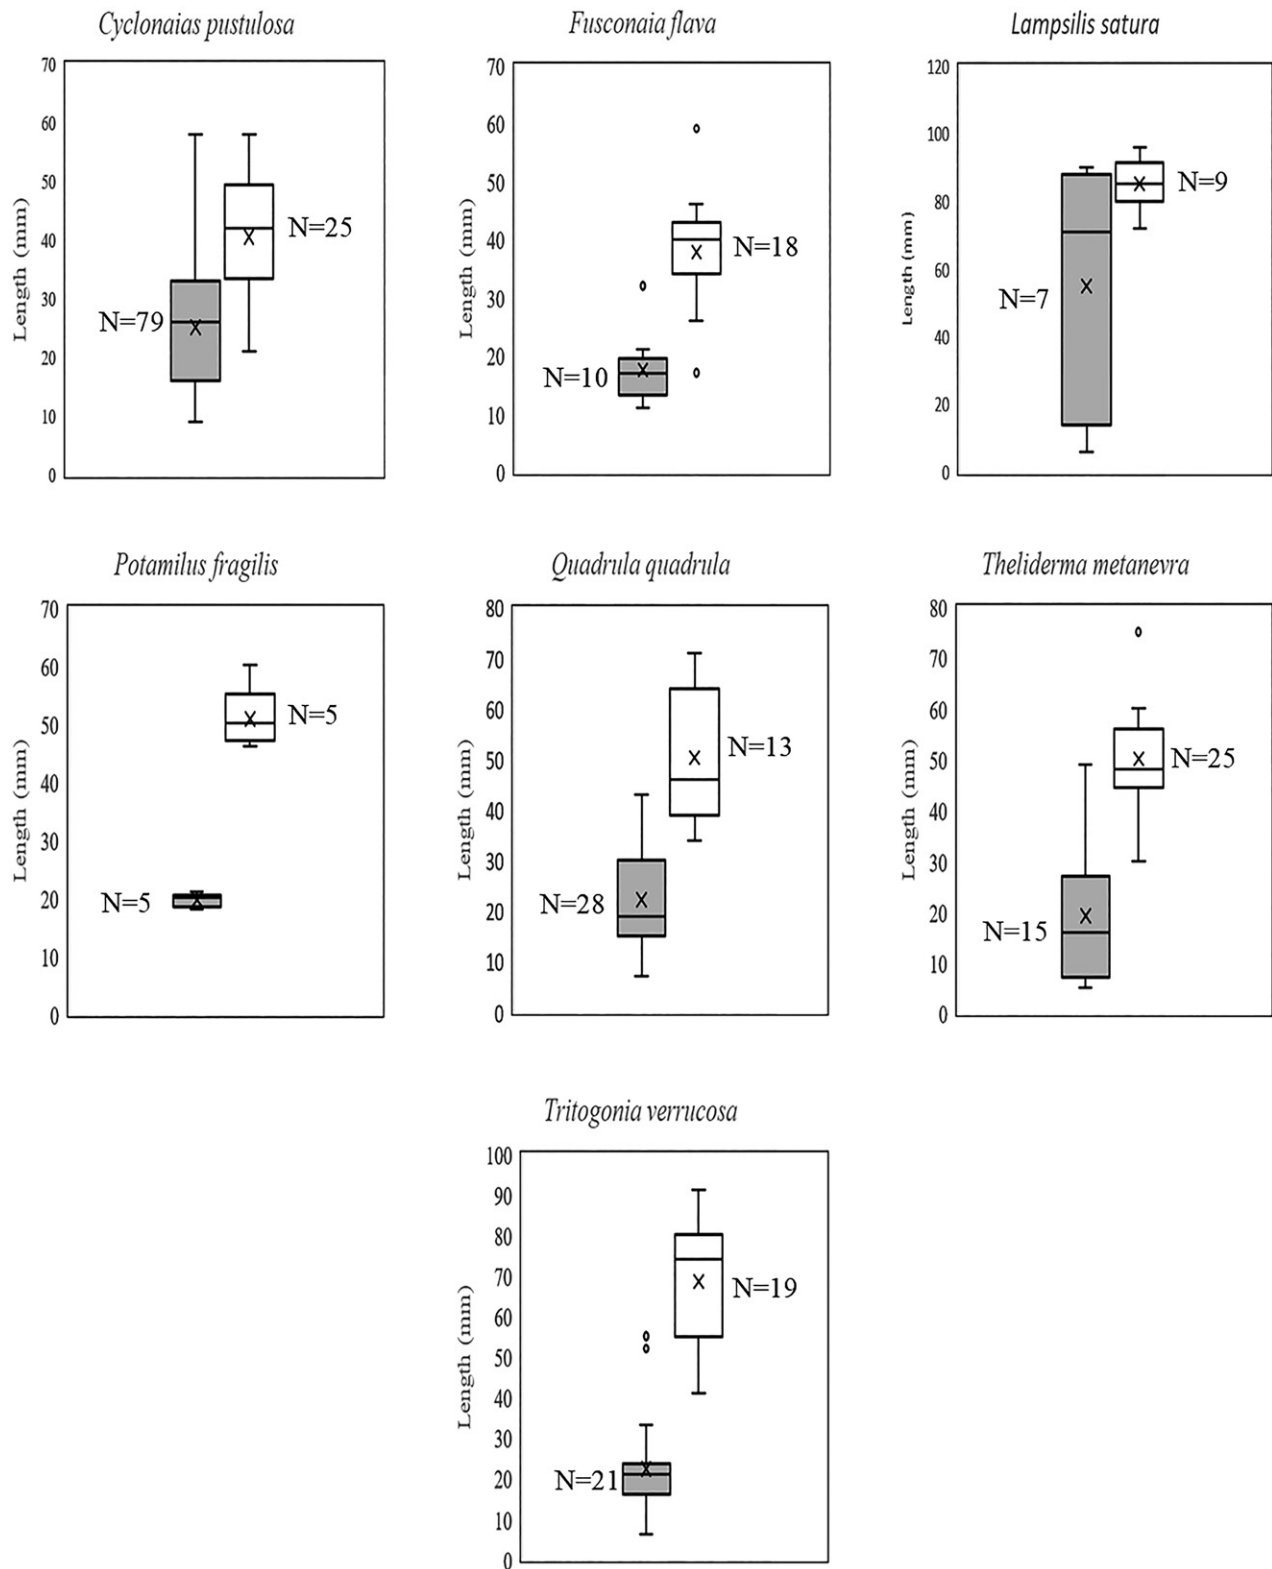 Cyclonaias pustulosa
70
60
50
40
30
20
10
0
Length (mm)
N=79
N=25
Fusconaia flava
70
60
50
40
30
20
10
0
Length (mm)
N=10
N=18
Lampsilis satura
120
100
80
60
40
20
0
Length (mm)
N=7
N=9
Potamilus fragilis
70
60
50
40
30
20
10
0
Length (mm)
N=5
N=5
Quadrula quadrula
80
70
60
50
40
30
20
10
0
Length (mm)
N=28
N=13
Theliderma metanevra
80
70
60
50
40
30
20
10
0
Length (mm)
N=15
N=25
Tritogonia verrucosa
100
90
80
70
60
50
40
30
20
10
0
Length (mm)
N=21
N=19